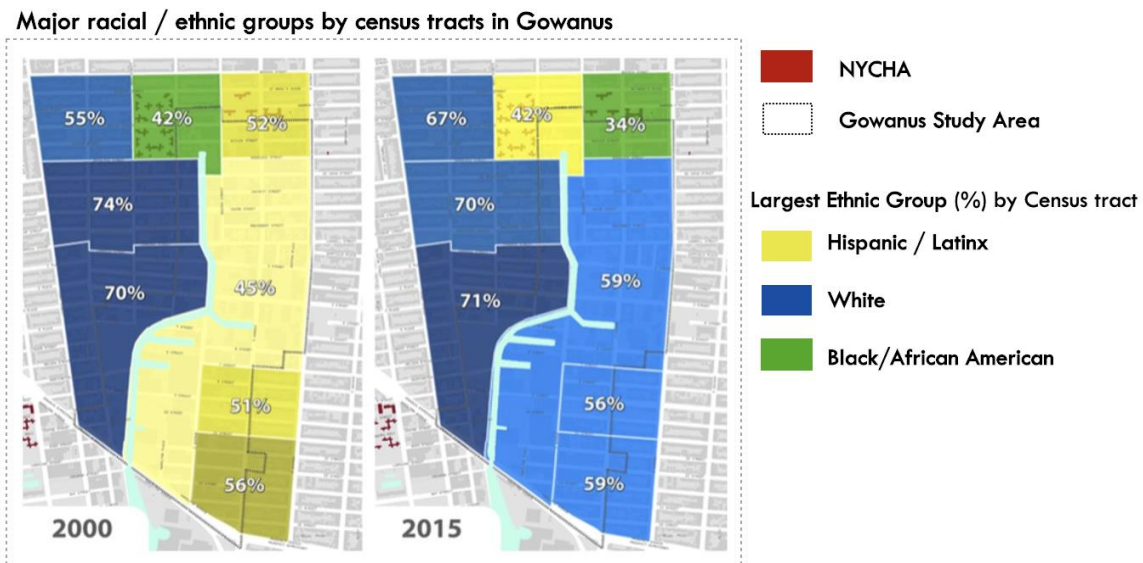 Major racial / ethnic groups by census tracts in Gowanus
55%
42%
52%
74%
70%
45%
51%
56%
2000
67%
42%
34%
70%
71%
59%
56%
59%
2015
NYCHA
Gowanus Study Area
Largest Ethnic Group (%) by Census tract
Hispanic / Latinx
White
Black/African American